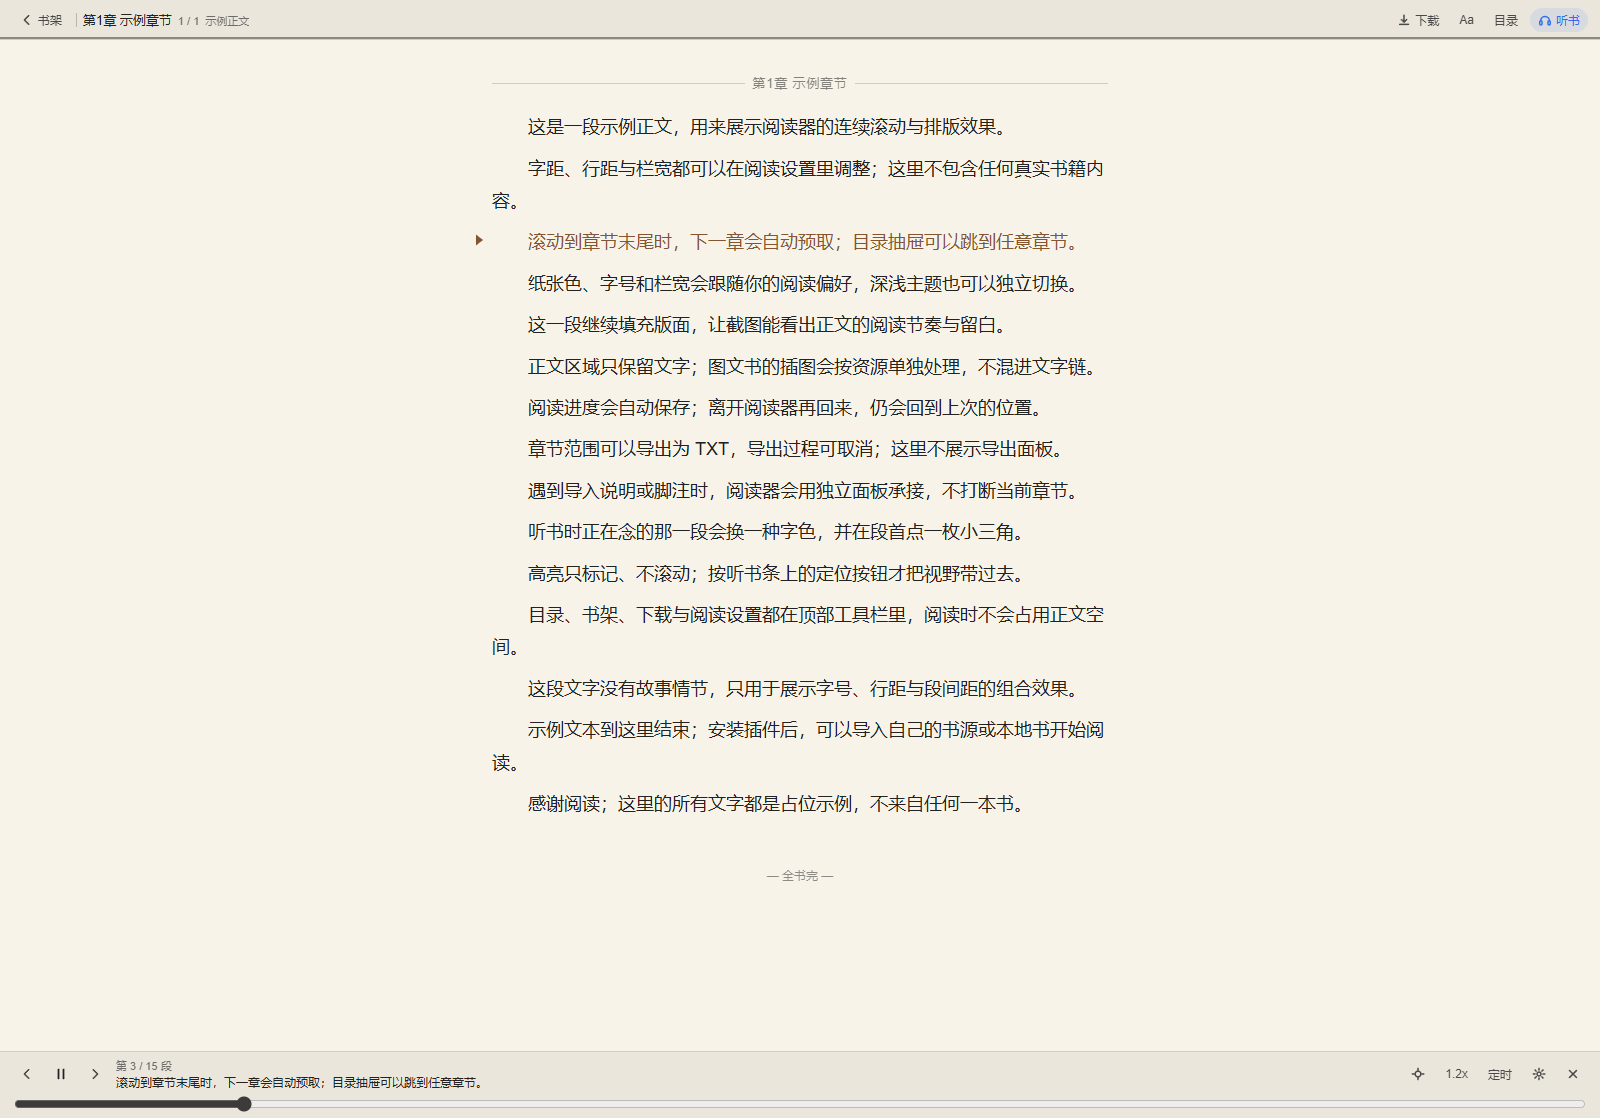 书架 第1章 示例章节 1 / 1 示例正文 下载 Aa 目录 听书
第1章 示例章节
这是一段示例正文，用来展示阅读器的连续滚动与排版效果。
字距、行距与栏宽都可以在阅读设置里调整；这里不包含任何真实书籍内
容。
滚动到章节末尾时，下一章会自动预取；目录抽屉可以跳到任意章节。
纸张色、字号和栏宽会跟随你的阅读偏好，深浅主题也可以独立切换。
这一段继续填充版面，让截图能看出正文的阅读节奏与留白。
正文区域只保留文字；图文书的插图会按资源单独处理，不混进文字链。
阅读进度会自动保存；离开阅读器再回来，仍会回到上次的位置。
章节范围可以导出为 TXT，导出过程可取消；这里不展示导出面板。
遇到导入说明或脚注时，阅读器会用独立面板承接，不打断当前章节。
听书时正在念的那一段会换一种字色，并在段首点一枚小三角。
高亮只标记、不滚动；按听书条上的定位按钮才把视野带过去。
目录、书架、下载与阅读设置都在顶部工具栏里，阅读时不会占用正文空
间。
这段文字没有故事情节，只用于展示字号、行距与段间距的组合效果。
示例文本到这里结束；安装插件后，可以导入自己的书源或本地书开始阅
读。
感谢阅读；这里的所有文字都是占位示例，不来自任何一本书。
— 全书完 —
第 3 / 15 段
滚动到章节末尾时，下一章会自动预取；目录抽屉可以跳到任意章节。
1.2x 定时